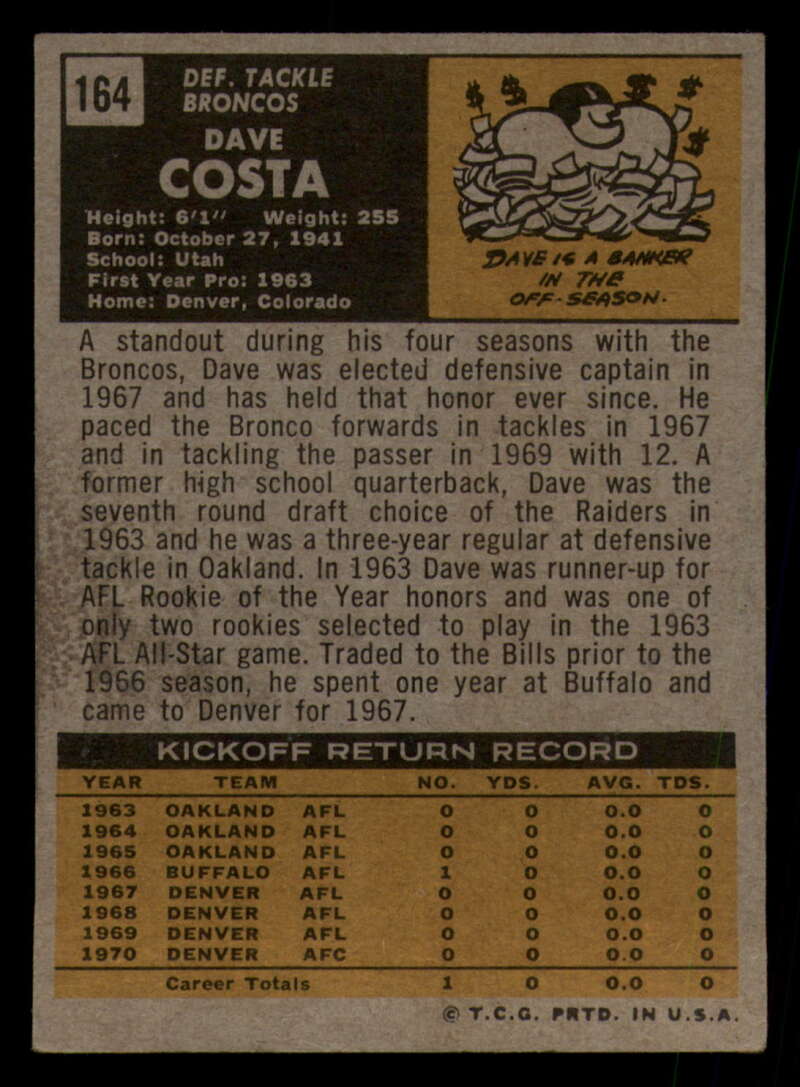 164
DEF. TACKLE
BRONCOS
DAVE
COSTA
Height: 6'1" Weight: 255
Born: October 27, 1941
School: Utah
First Year Pro: 1963
Home: Denver, Colorado
$ $ $ $ $
DAVE IS A BANKER
IN THE
OFF-SEASON.
A standout during his four seasons with the
Broncos, Dave was elected defensive captain in
1967 and has held that honor ever since. He
paced the Bronco forwards in tackles in 1967
and in tackling the passer in 1969 with 12. A
former high school quarterback, Dave was the
seventh round draft choice of the Raiders in
1963 and he was a three-year regular at defensive
tackle in Oakland. In 1963 Dave was runner-up for
AFL Rookie of the Year honors and was one of
only two rookies selected to play in the 1963
AFL All-Star game. Traded to the Bills prior to the
1966 season, he spent one year at Buffalo and
came to Denver for 1967.
KICKOFF RETURN RECORD
YEAR TEAM NO. YDS. AVG. TDS.
1963 OAKLAND AFL 0 0 0.0 0
1964 OAKLAND AFL 0 0 0.0 0
1965 OAKLAND AFL 0 0 0.0 0
1966 BUFFALO AFL 1 0 0.0 0
1967 DENVER AFL 0 0 0.0 0
1968 DENVER AFL 0 0 0.0 0
1969 DENVER AFL 0 0 0.0 0
1970 DENVER AFC 0 0 0.0 0
Career Totals 1 0 0.0 0
© T.C.G. PRTD. IN U.S.A.